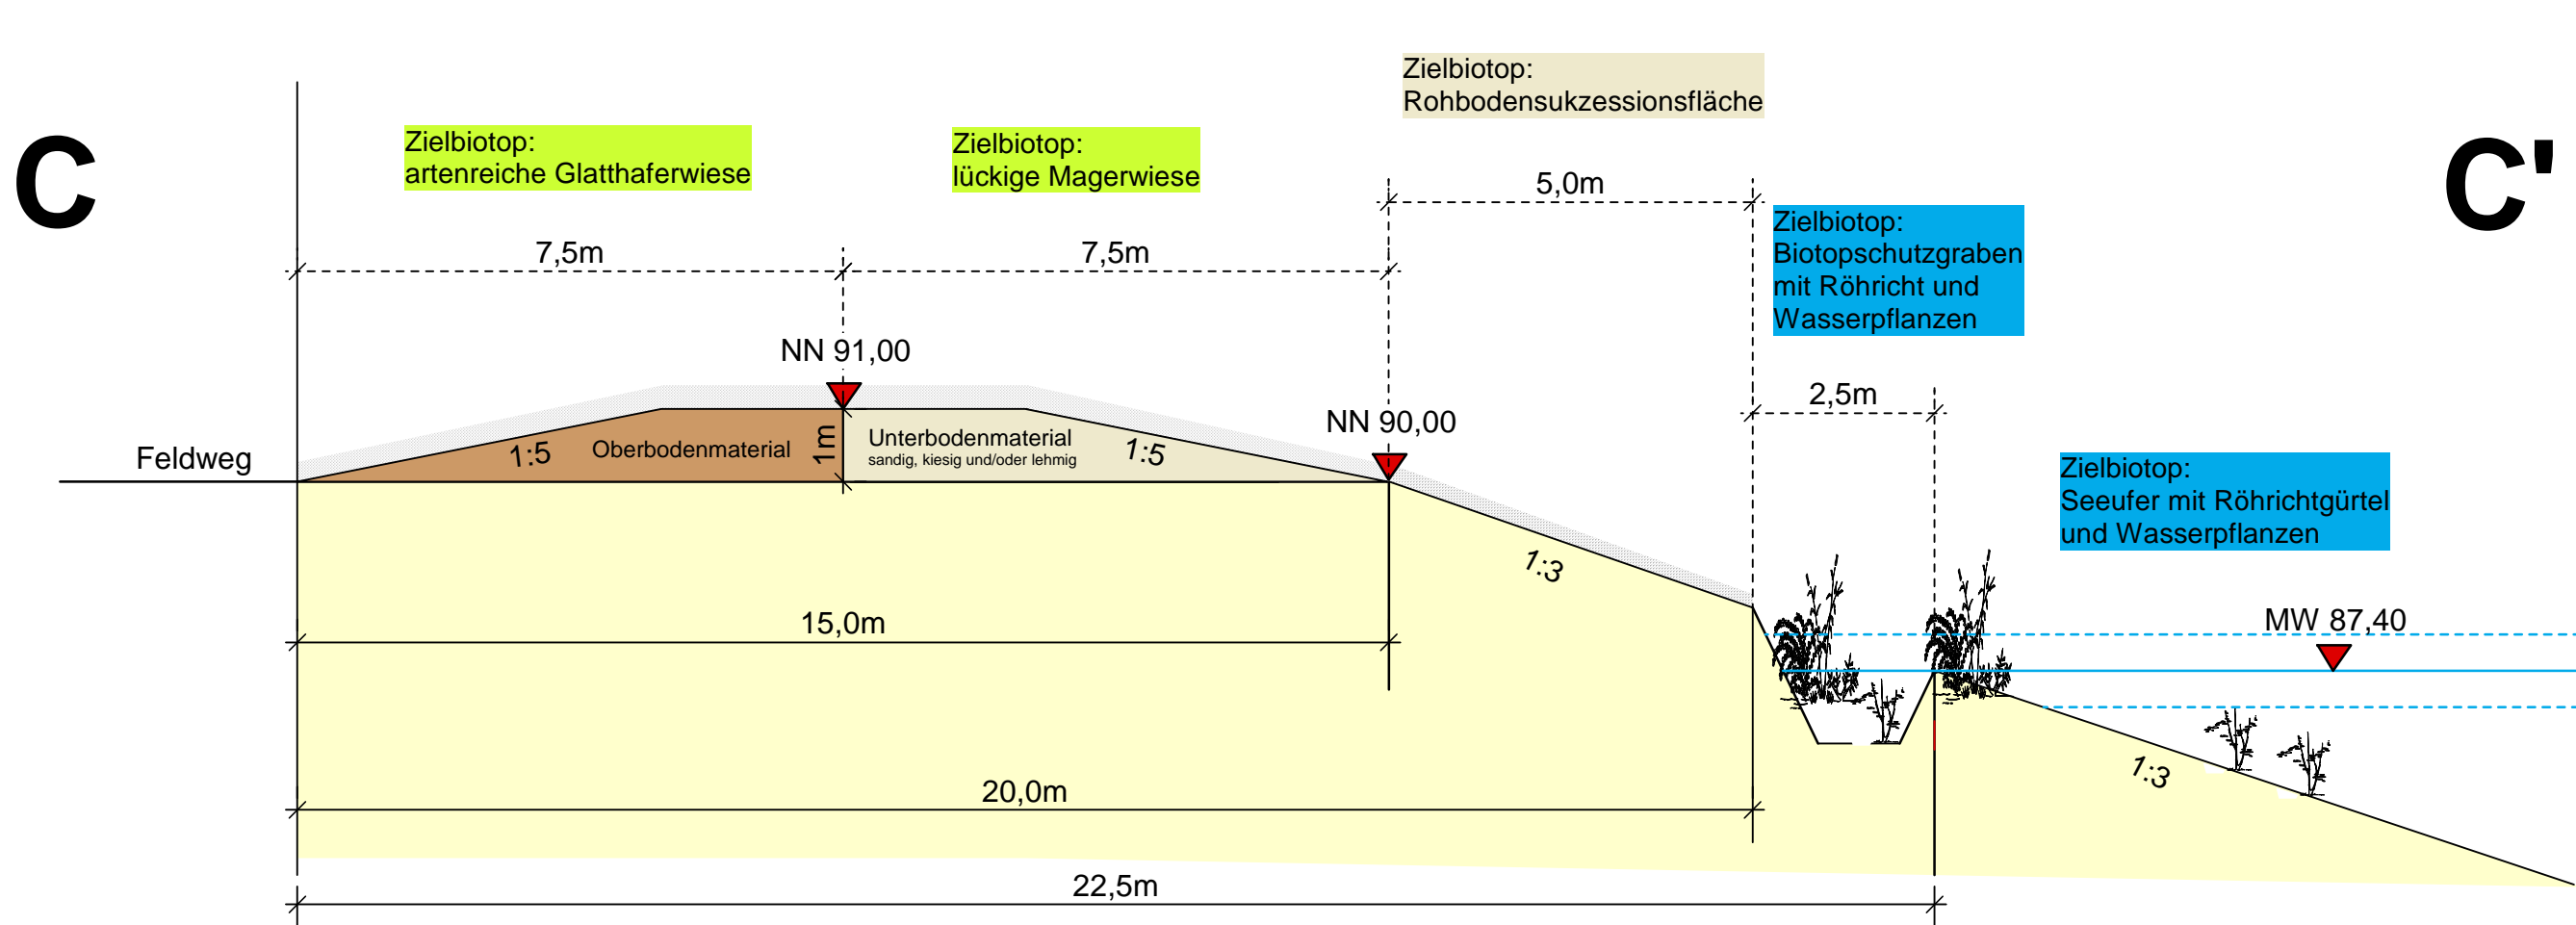 C
C'
Zielbiotop:
artenreiche Glatthaferwiese
Zielbiotop:
lückige Magerwiese
Zielbiotop:
Rohbodensukzessionsfläche
5,0m
Zielbiotop:
Biotopschutzgraben
mit Röhricht und
Wasserpflanzen
7,5m
7,5m
NN 91,00
2,5m
NN 90,00
Feldweg
1:5
Oberbodenmaterial
1m
Unterbodenmaterial
sandig, kiesig und/oder lehmig
1:5
Zielbiotop:
Seeufer mit Röhrichtgürtel
und Wasserpflanzen
1:3
15,0m
MW 87,40
1:3
20,0m
22,5m